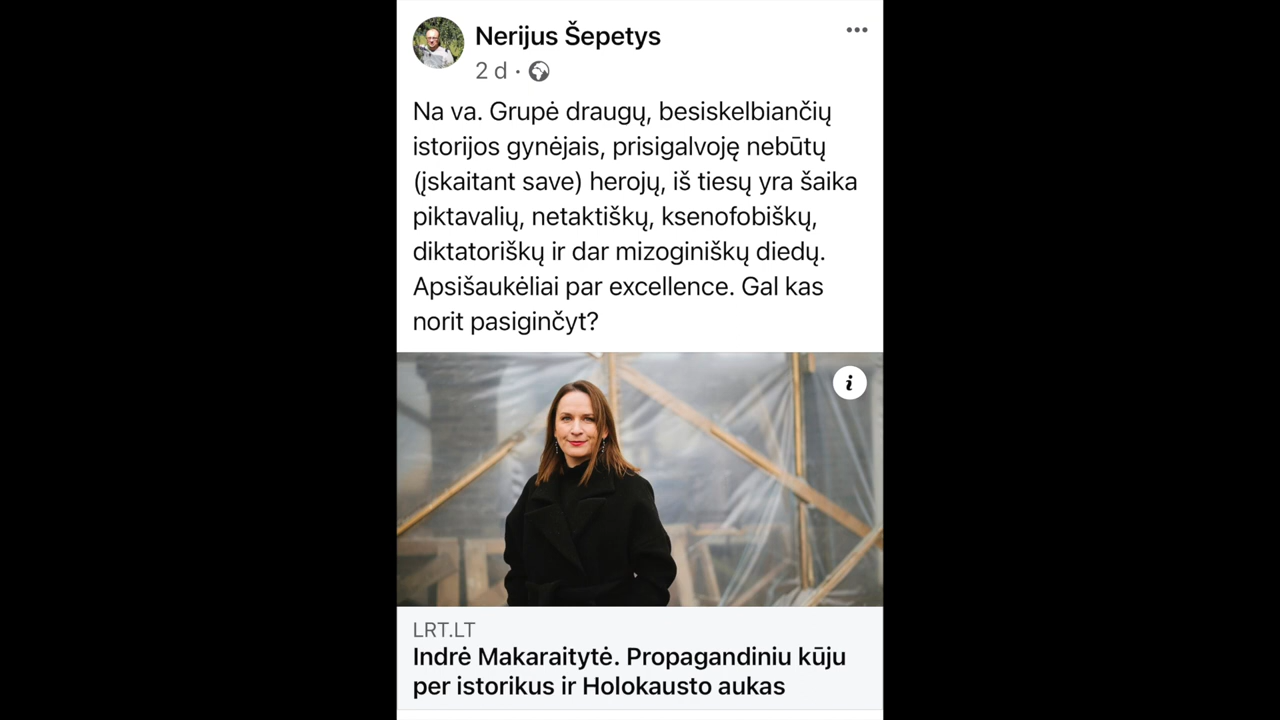 Nerijus Šepetys
2 d ·
Na va. Grupė draugų, besiskelbiančių
istorijos gynėjais, prisigalvoję nebūtų
(įskaitant save) herojų, iš tiesų yra šaika
piktavalių, netaktiškų, ksenofobiškų,
diktatoriškų ir dar mizoginiškų diedų.
Apsišaukėliai par excellence. Gal kas
norit pasiginčyt?
LRT.LT
Indrė Makaraitytė. Propagandiniu kūju
per istorikus ir Holokausto aukas